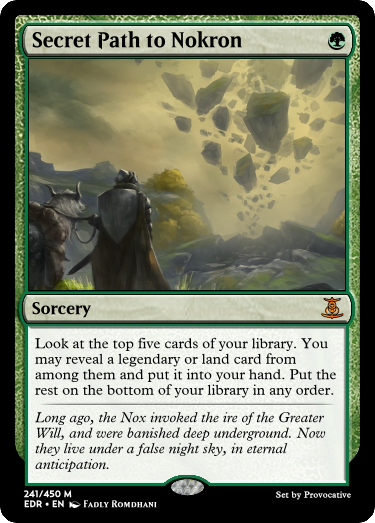 Secret Path to Nokron
Sorcery
Look at the top five cards of your library. You
may reveal a legendary or land card from
among them and put it into your hand. Put the
rest on the bottom of your library in any order.
Long ago, the Nox invoked the ire of the Greater
Will, and were banished deep underground. Now
they live under a false night sky, in eternal
anticipation.
241/450 M
EDR • EN Fadly Romdhani
Set by Provocative